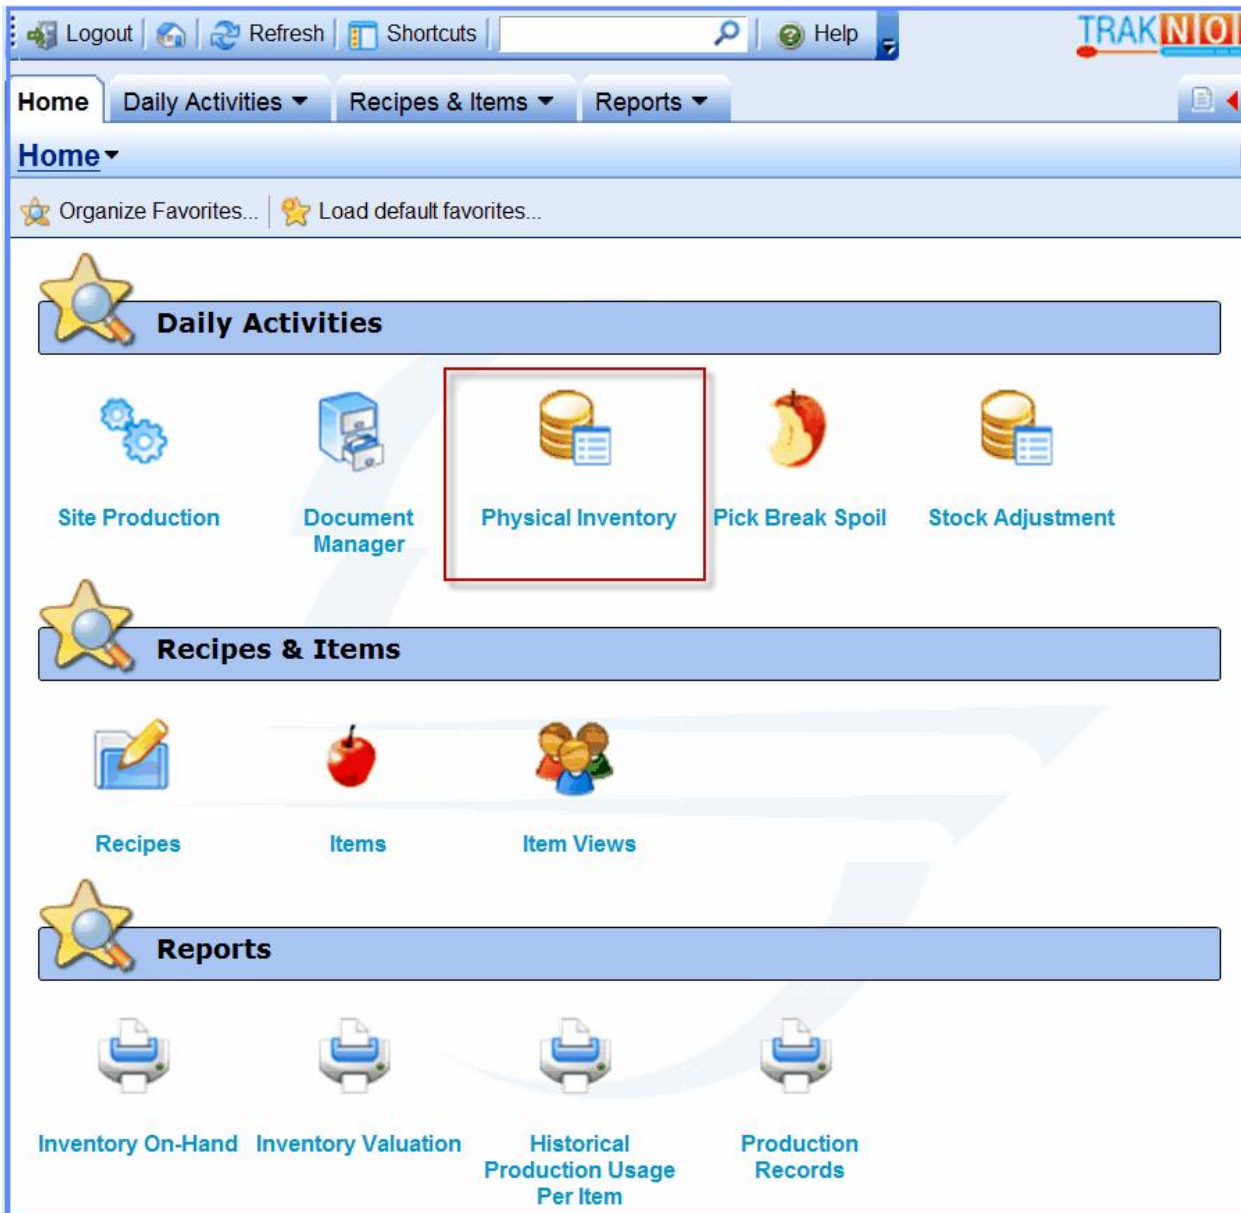 Logout Refresh Shortcuts Help TRAKNO
Home Daily Activities Recipes & Items Reports
Home
Organize Favorites... Load default favorites...
Daily Activities
Site Production Document Manager Physical Inventory Pick Break Spoil Stock Adjustment
Recipes & Items
Recipes Items Item Views
Reports
Inventory On-Hand Inventory Valuation Historical Production
Production Usage Records
Per Item